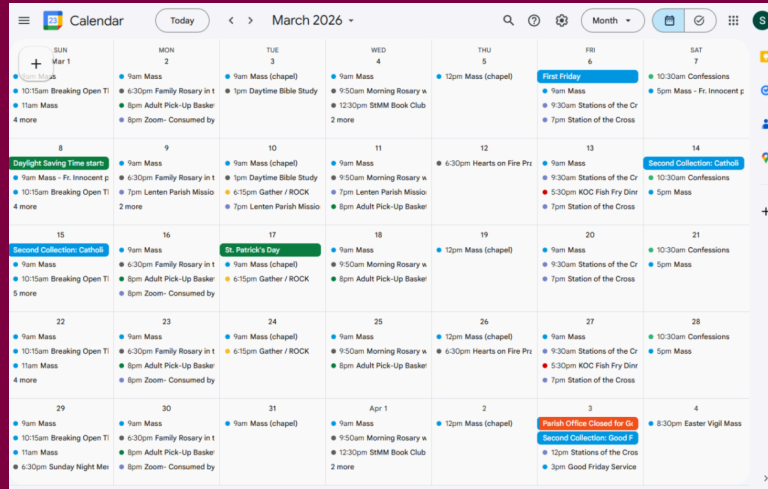 23 Calendar Today March 2026 Month S
SUN MON TUE WED THU FRI SAT
Mar 1 2 3 4 5 6 7
9am Mass 9am Mass (chapel) 9am Mass 12pm Mass (chapel) First Friday 10:30am Confessions
10:15am Breaking Open T 6:30pm Family Rosary in t 1pm Daytime Bible Study 9:50am Morning Rosary w 9am Mass 5pm Mass - Fr. Innocent p
11am Mass 8pm Adult Pick-Up Basket 12:30pm StMM Book Club 9:30am Stations of the Cr
4 more 8pm Zoom- Consumed by 2 more 7pm Station of the Cross
8 9 10 11 12 13 14
Daylight Saving Time starts 9am Mass 9am Mass (chapel) 9am Mass 6:30pm Hearts on Fire Pra 9am Mass Second Collection: Catholi
9am Mass - Fr. Innocent p 6:30pm Family Rosary in t 1pm Daytime Bible Study 9:50am Morning Rosary w 9:30am Stations of the Cr 10:30am Confessions
10:15am Breaking Open T 7pm Lenten Parish Missio 6:15pm Gather / ROCK 7pm Lenten Parish Missio 5:30pm KOC Fish Fry Dinr 5pm Mass
4 more 2 more 7pm Lenten Parish Missio 8pm Adult Pick-Up Basket 7pm Station of the Cross
15 16 17 18 19 20 21
Second Collection: Catholi 9am Mass St. Patrick's Day 9am Mass 12pm Mass (chapel) 9am Mass 10:30am Confessions
9am Mass 6:30pm Family Rosary in t 9am Mass (chapel) 9:50am Morning Rosary w 9:30am Stations of the Cr 5pm Mass
10:15am Breaking Open T 8pm Adult Pick-Up Basket 6:15pm Gather / ROCK 8pm Adult Pick-Up Basket 7pm Station of the Cross
5 more 8pm Zoom- Consumed by
22 23 24 25 26 27 28
9am Mass 9am Mass 9am Mass (chapel) 9am Mass 12pm Mass (chapel) 9am Mass 10:30am Confessions
10:15am Breaking Open T 6:30pm Family Rosary in t 6:15pm Gather / ROCK 9:50am Morning Rosary w 6:30pm Hearts on Fire Pra 9:30am Stations of the Cr 5pm Mass
11am Mass 8pm Adult Pick-Up Basket 8pm Adult Pick-Up Basket 5:30pm KOC Fish Fry Dinr
4 more 8pm Zoom- Consumed by 7pm Station of the Cross
29 30 31 Apr 1 2 3 4
9am Mass 9am Mass 9am Mass (chapel) 9am Mass 12pm Mass (chapel) Parish Office Closed for Go 8:30pm Easter Vigil Mass
10:15am Breaking Open T 6:30pm Family Rosary in t 9:50am Morning Rosary w Second Collection: Good F
11am Mass 8pm Adult Pick-Up Basket 12:30pm StMM Book Club 12pm Stations of the Cros
6:30pm Sunday Night Me 8pm Zoom- Consumed by 2 more 3pm Good Friday Service